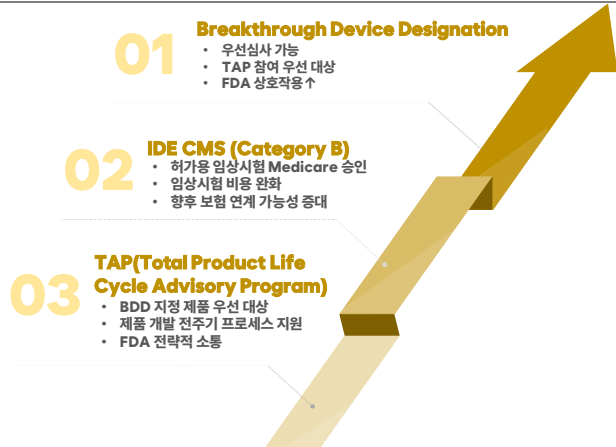 01
Breakthrough Device Designation
• 우선심사 가능
• TAP 참여 우선 대상
• FDA 상호작용↑
02
IDE CMS (Category B)
• 허가용 임상시험 Medicare 승인
• 임상시험 비용 완화
• 향후 보험 연계 가능성 증대
03
TAP(Total Product Life
Cycle Advisory Program)
• BDD 지정 제품 우선 대상
• 제품 개발 전주기 프로세스 지원
• FDA 전략적 소통